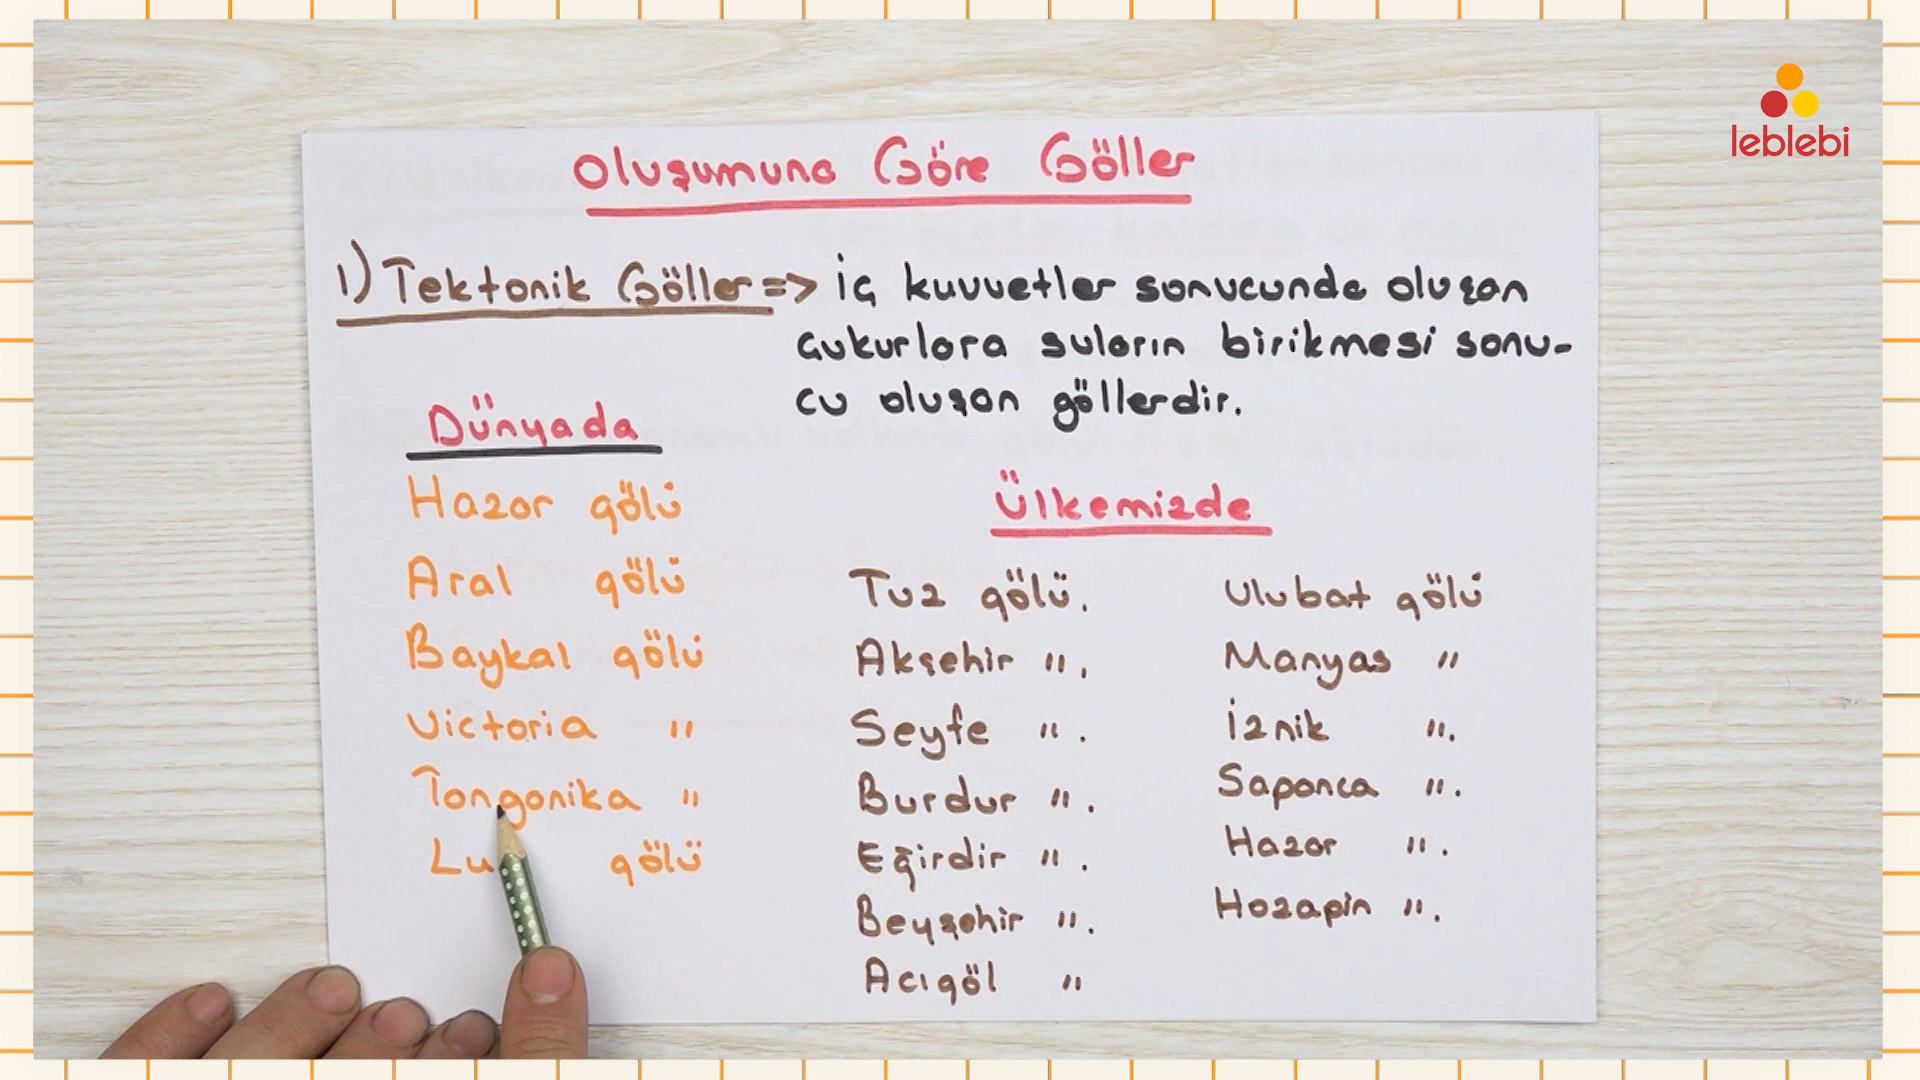 leblebi
Oluşumuna Göre Göller
1) Tektonik Göller => İç kuvvetler sonucunda oluşan
çukurlara suların birikmesi sonu-
cu oluşan göllerdir.
Dünyada
Hazar gölü
Aral gölü
Baykal gölü
Victoria "
Tanganika "
gölü
Ülkemizde
Tuz gölü.
Akşehir ".
Seyfe ".
Burdur ".
Eğirdir ".
Beyşehir ".
Acıgöl "
Ulubat gölü
Manyas "
İznik ".
Sapanca ".
Hazar ".
Hozapin ".